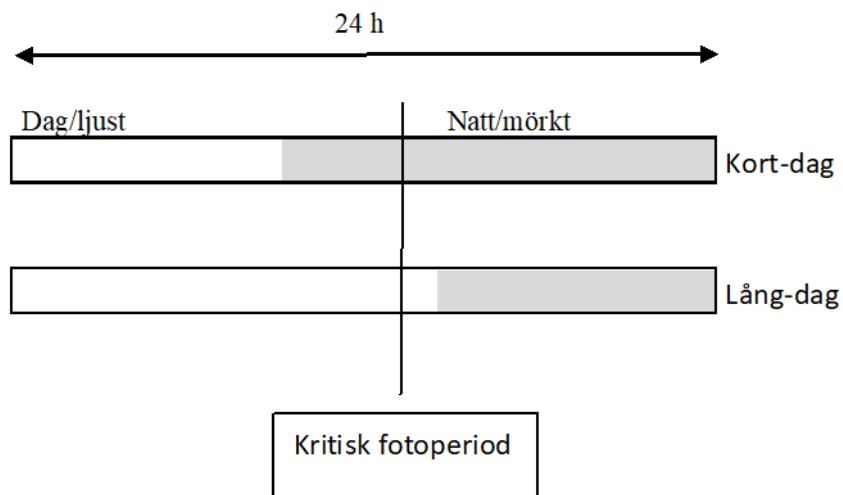 24 h
Dag/ljust
Natt/mörkt
Kort-dag
Lång-dag
Kritisk fotoperiod